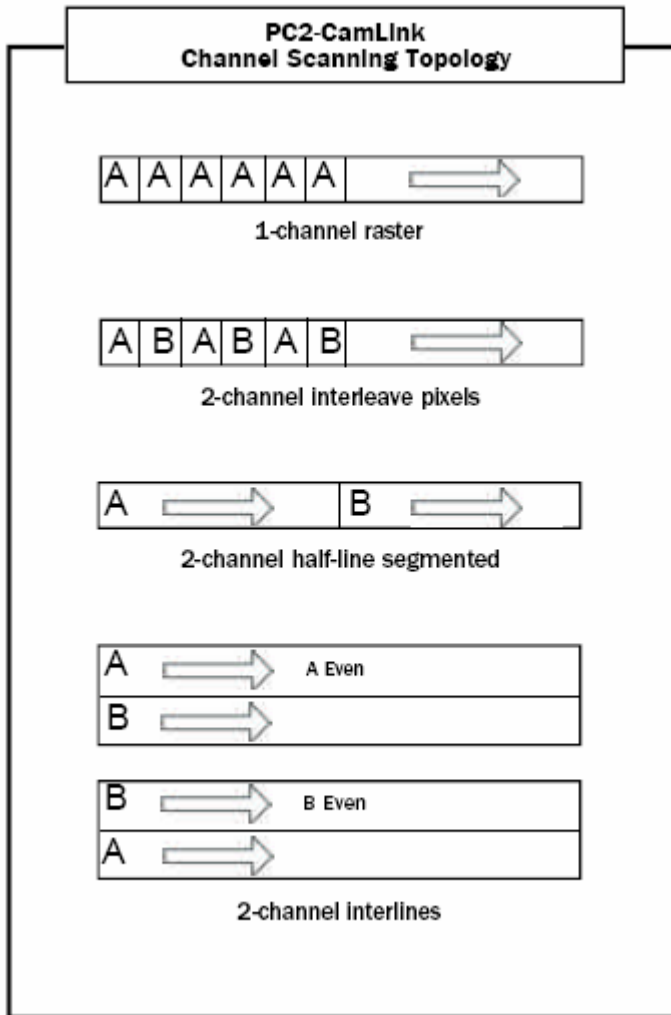 PC2-CamLink
Channel Scanning Topology
A A A A A A
1-channel raster
A B A B A B
2-channel interleave pixels
A B
2-channel half-line segmented
A A Even
B
B B Even
A
2-channel interlines